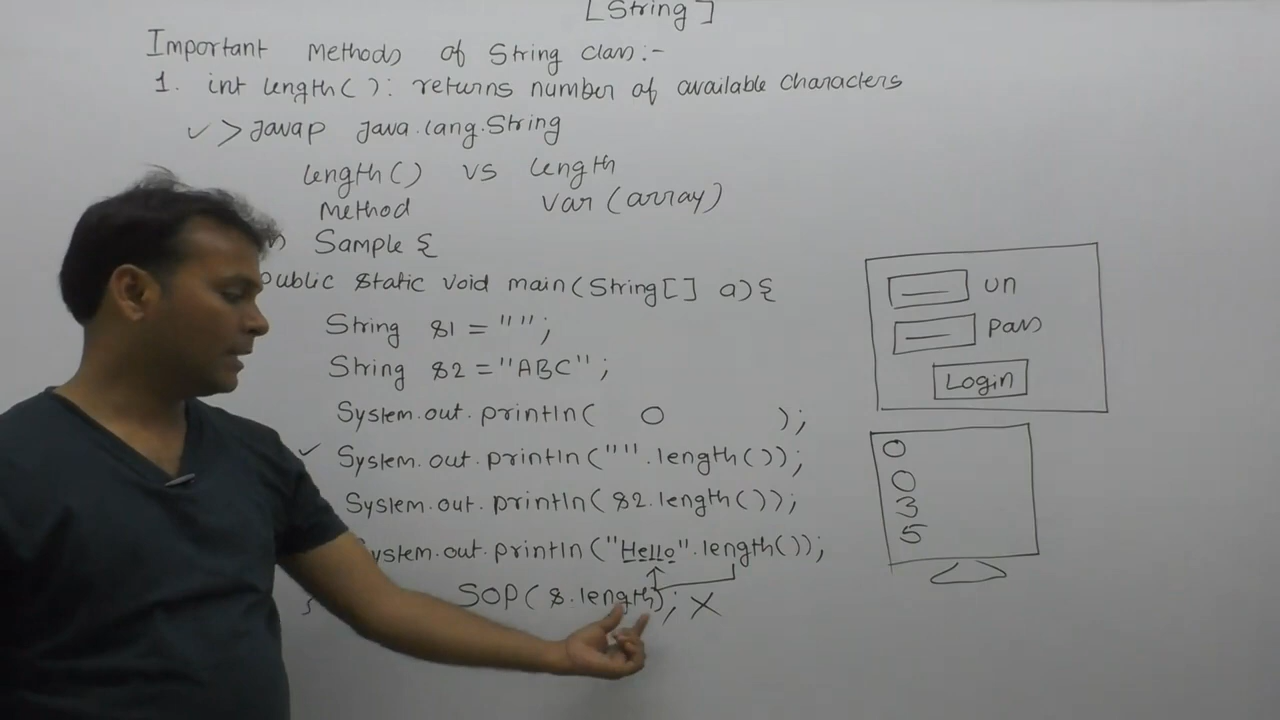 [String]
Important Methods of String class:-
1. int length( ): returns number of available characters
✓ > Javap java.lang.String
length() vs length
Method var (array)
Sample {
public static void main(String[] a){
String s1 = "";
String s2 = "ABC";
System.out.println( 0 );
✓ System.out.println("".length());
System.out.println(s2.length());
System.out.println("Hello".length());
SOP( s.length); X
un
pass
Login
0
0
3
5